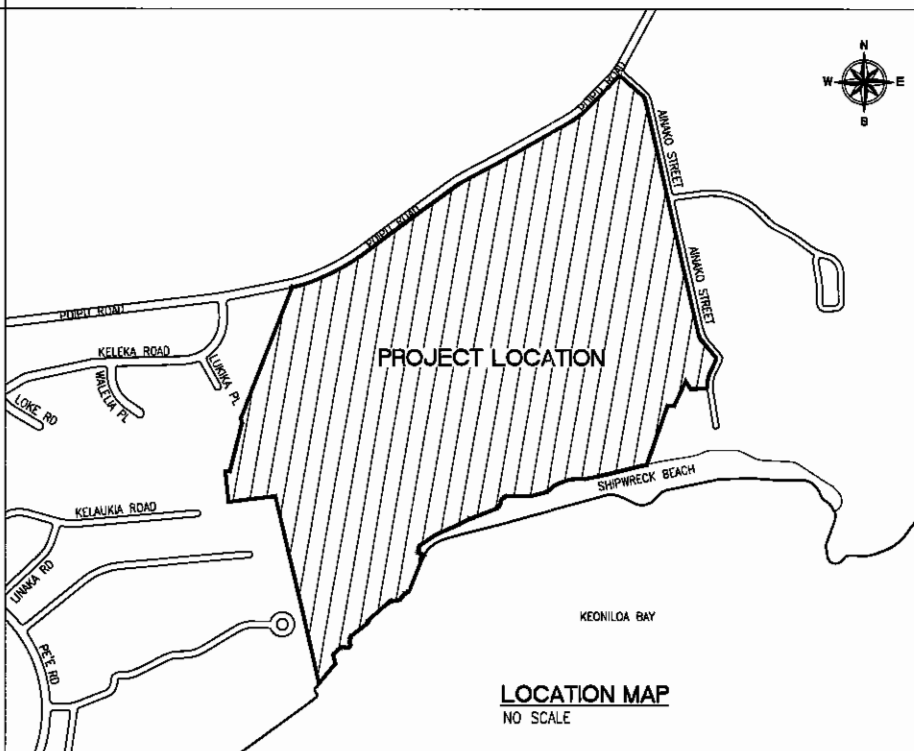 N
W E
S
POIPU ROAD
AINAKO STREET
POIPU ROAD
AINAKO STREET
POIPU ROAD
KELEKA ROAD
LUKIKA PL
WALELIA PL
LOKE RD
PROJECT LOCATION
SHIPWRECK BEACH
KELAUKIA ROAD
LINAKA RD
PE'E RD
KEONILOA BAY
LOCATION MAP
NO SCALE